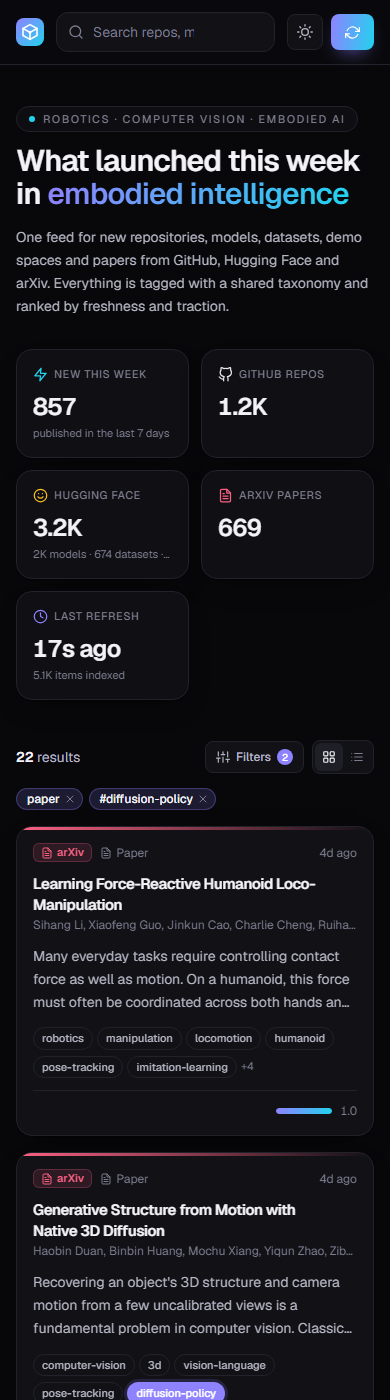 Search repos, m
ROBOTICS · COMPUTER VISION · EMBODIED AI
What launched this week
in embodied intelligence
One feed for new repositories, models, datasets, demo
spaces and papers from GitHub, Hugging Face and
arXiv. Everything is tagged with a shared taxonomy and
ranked by freshness and traction.
NEW THIS WEEK
857
published in the last 7 days
GITHUB REPOS
1.2K
HUGGING FACE
3.2K
2K models · 674 datasets ·…
ARXIV PAPERS
669
LAST REFRESH
17s ago
5.1K items indexed
22 results
Filters 2
paper ×
#diffusion-policy ×
arXiv Paper 4d ago
Learning Force-Reactive Humanoid Loco-
Manipulation
Sihang Li, Xiaofeng Guo, Jinkun Cao, Charlie Cheng, Ruiha…
Many everyday tasks require controlling contact
force as well as motion. On a humanoid, this force
must often be coordinated across both hands an…
robotics manipulation locomotion humanoid
pose-tracking imitation-learning +4
1.0
arXiv Paper 4d ago
Generative Structure from Motion with
Native 3D Diffusion
Haobin Duan, Binbin Huang, Mochu Xiang, Yiqun Zhao, Zib…
Recovering an object's 3D structure and camera
motion from a few uncalibrated views is a
fundamental problem in computer vision. Classic…
computer-vision 3d vision-language
pose-tracking diffusion-policy